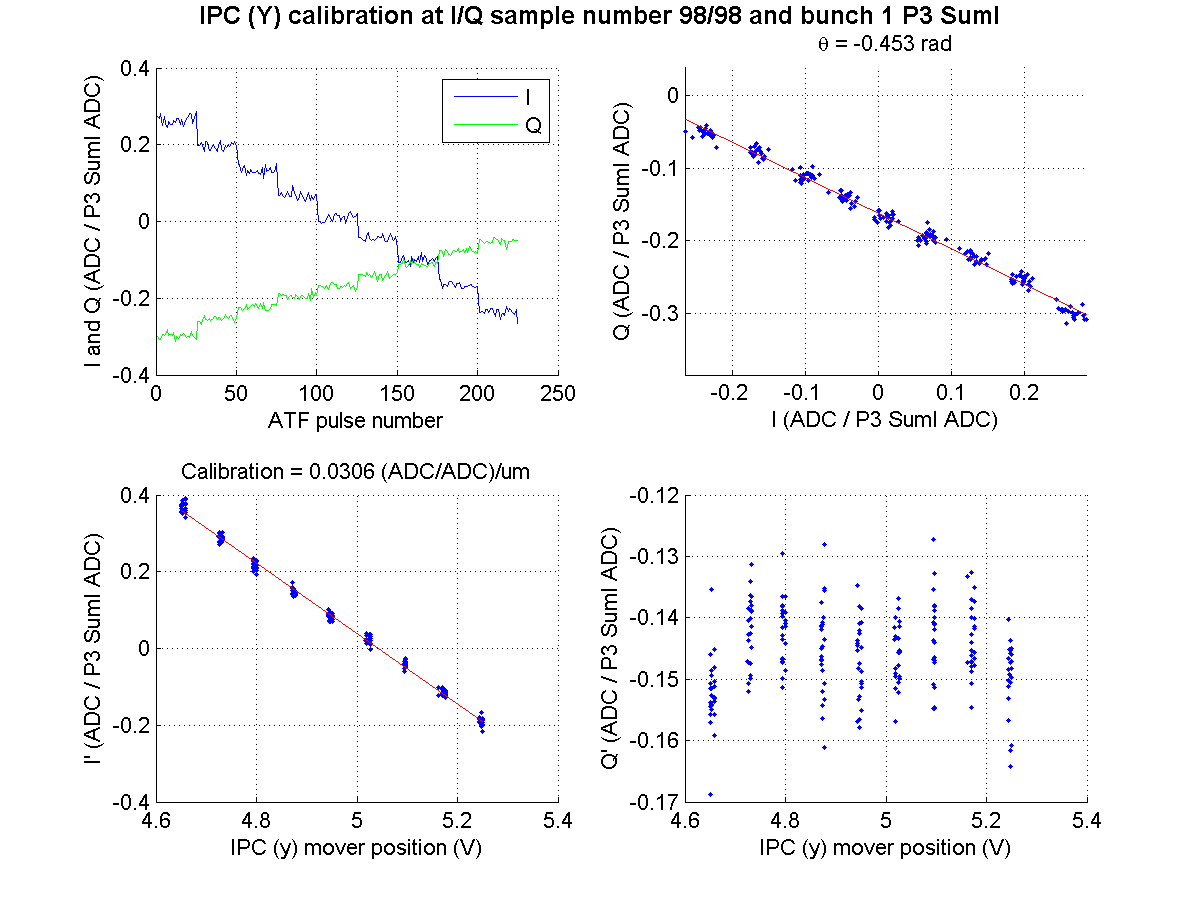 IPC (Y) calibration at I/Q sample number 98/98 and bunch 1 P3 SumI
I and Q (ADC / P3 SumI ADC)
0.4
0.2
0
-0.2
-0.4
I
Q
0 50 100 150 200 250
ATF pulse number
θ = -0.453 rad
Q (ADC / P3 SumI ADC)
0
-0.1
-0.2
-0.3
-0.2 -0.1 0 0.1 0.2
I (ADC / P3 SumI ADC)
Calibration = 0.0306 (ADC/ADC)/um
I' (ADC / P3 SumI ADC)
0.4
0.2
0
-0.2
-0.4
4.6 4.8 5 5.2 5.4
IPC (y) mover position (V)
Q' (ADC / P3 SumI ADC)
-0.12
-0.13
-0.14
-0.15
-0.16
-0.17
4.6 4.8 5 5.2 5.4
IPC (y) mover position (V)